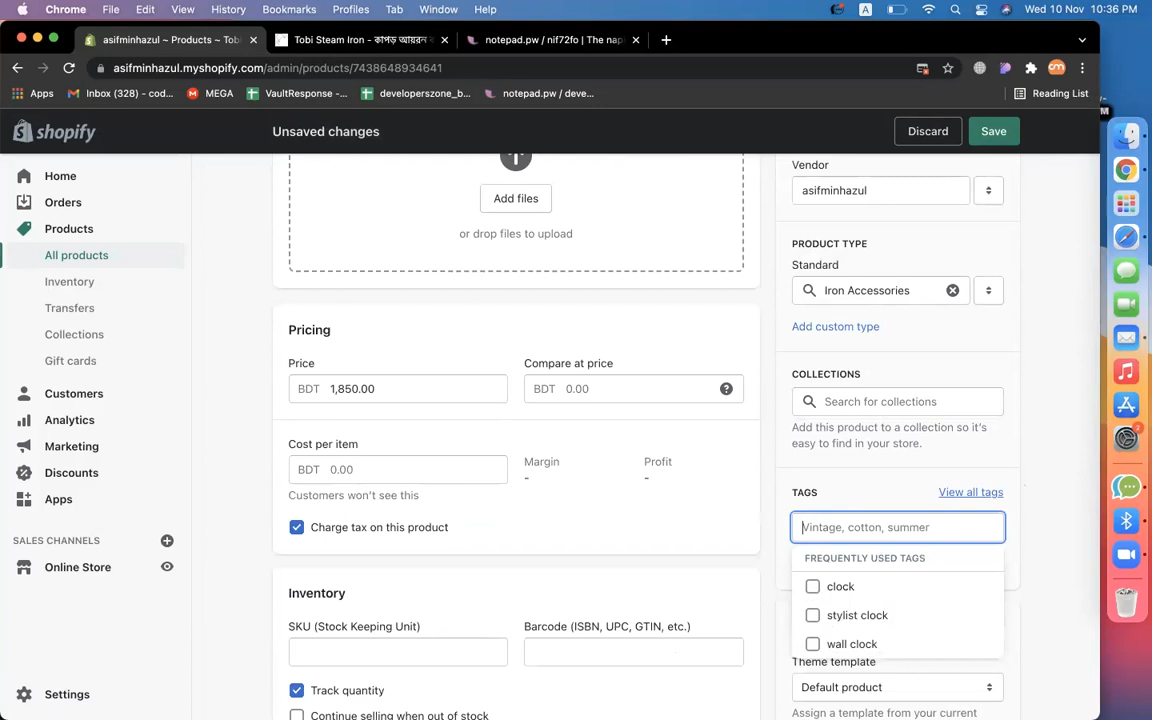 Chrome File Edit View History Bookmarks Profiles Tab Window Help A Wed 10 Nov 10:36 PM
asifminhazul ~ Products ~ Tobi Tobi Steam Iron - কাপড় আয়রন notepad.pw / nif72fo | The nap
asifminhazul.myshopify.com/admin/products/7438648934641
Apps Inbox (328) - cod... MEGA VaultResponse -... developerszone_b... notepad.pw / deve... Reading List
shopify Unsaved changes Discard Save
Home
Orders
Products
All products
Inventory
Transfers
Collections
Gift cards
Customers
Analytics
Marketing
Discounts
Apps
SALES CHANNELS
Online Store
Settings
Add files
or drop files to upload
Pricing
Price Compare at price
BDT 1,850.00 BDT 0.00
Cost per item
BDT 0.00 Margin Profit
- -
Customers won't see this
Charge tax on this product
Inventory
SKU (Stock Keeping Unit) Barcode (ISBN, UPC, GTIN, etc.)
Track quantity
Continue selling when out of stock
Vendor
asifminhazul
PRODUCT TYPE
Standard
Iron Accessories
Add custom type
COLLECTIONS
Search for collections
Add this product to a collection so it's
easy to find in your store.
TAGS View all tags
Vintage, cotton, summer
FREQUENTLY USED TAGS
clock
stylist clock
wall clock
Theme template
Default product
Assign a template from your current